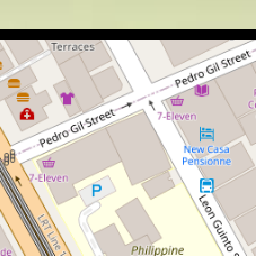 Terraces
Pedro Gil Street
Pedro Gil Street
7-Eleven
New Casa
Pensionne
7-Eleven
P
LRT Line 1
Leon Guinto
Philippine